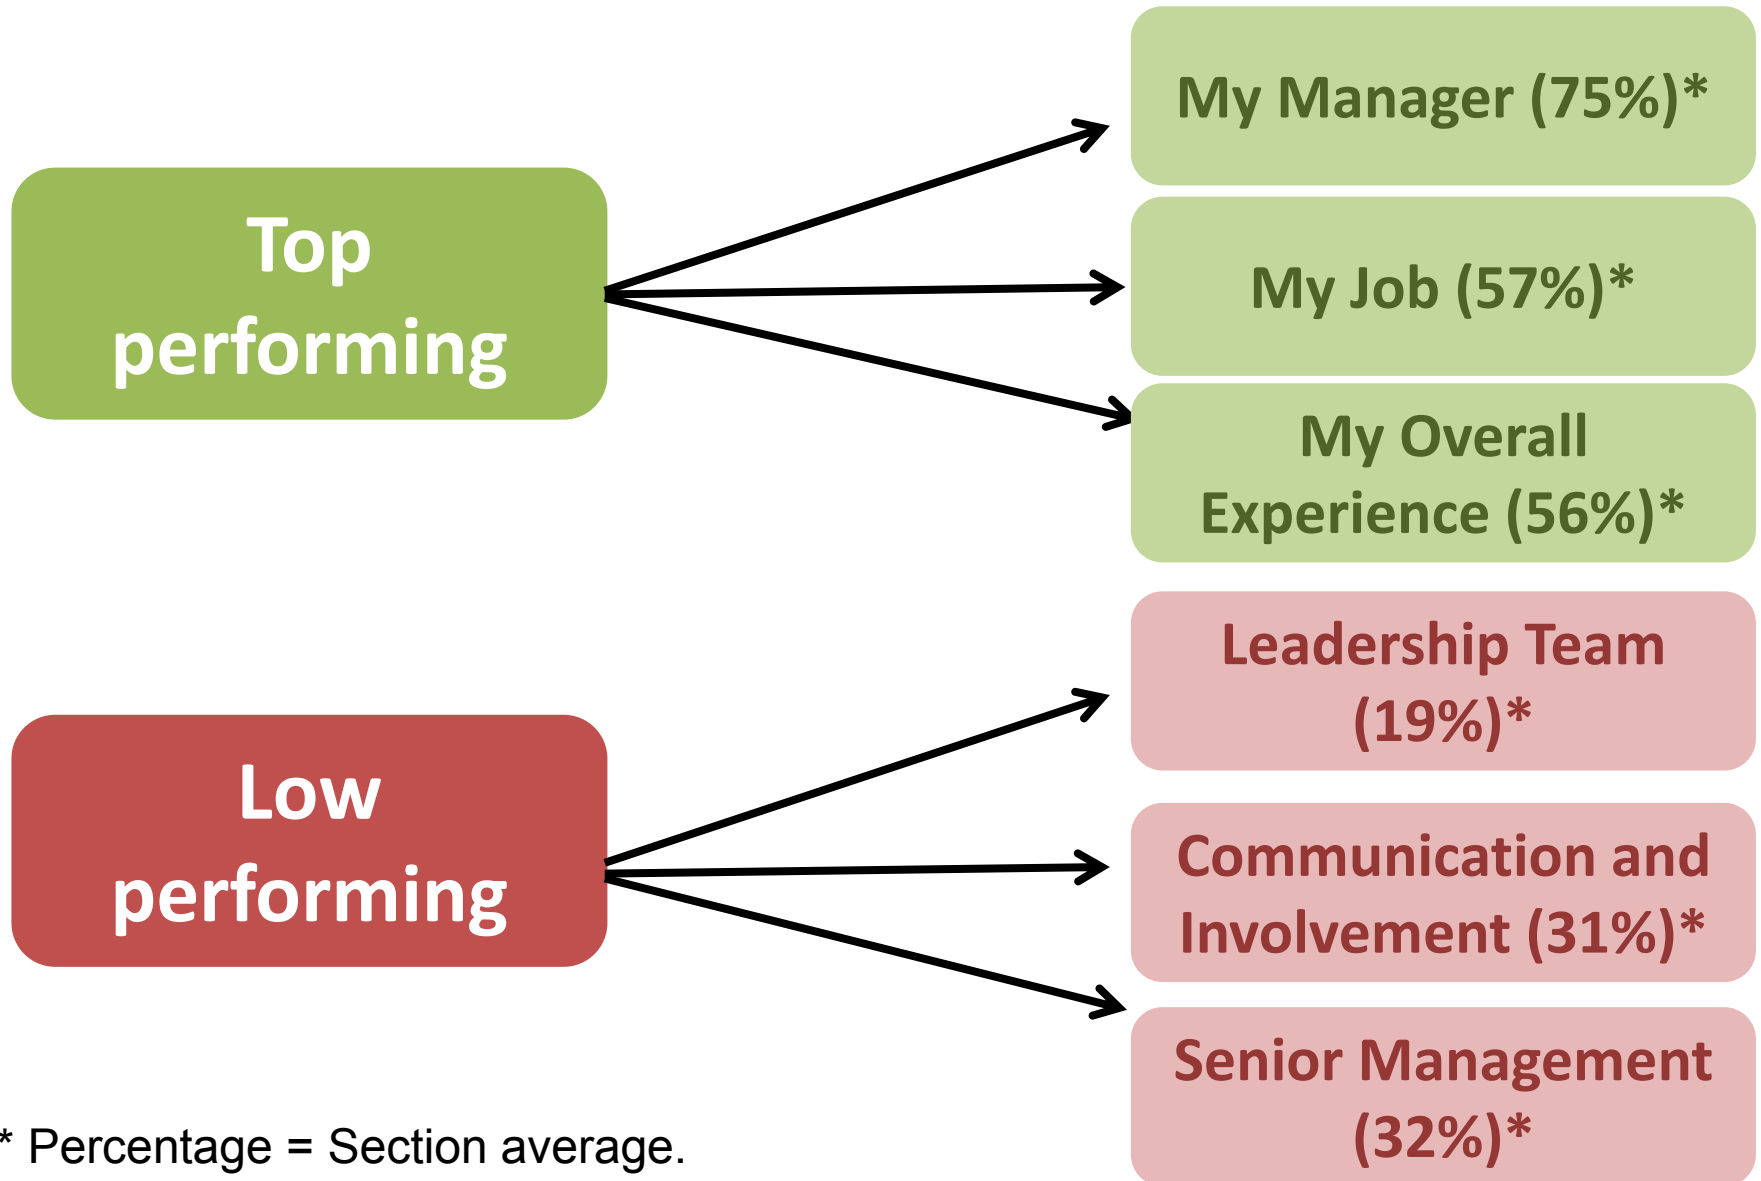 Top
performing
My Manager (75%)*
My Job (57%)*
My Overall
Experience (56%)*
Low
performing
Leadership Team
(19%)*
Communication and
Involvement (31%)*
Senior Management
(32%)*
* Percentage = Section average.